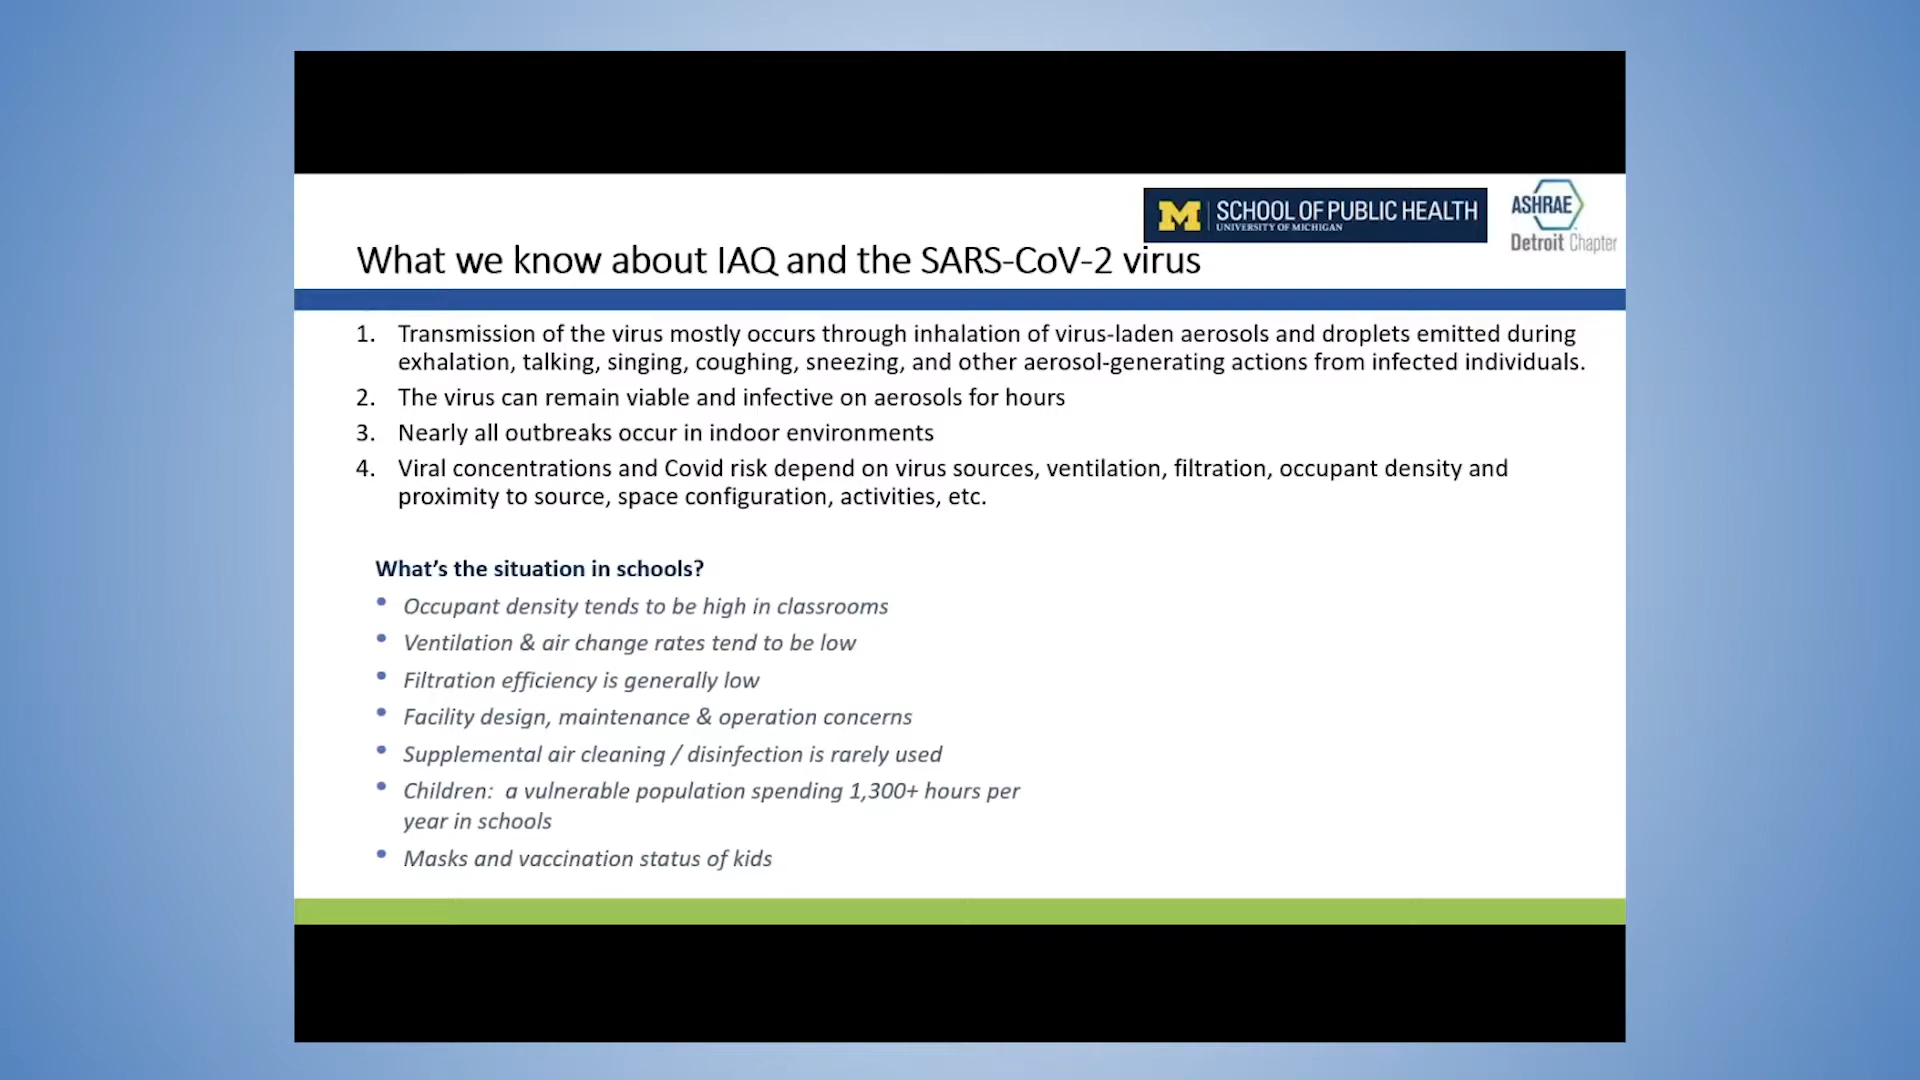 M SCHOOL OF PUBLIC HEALTH
UNIVERSITY OF MICHIGAN
ASHRAE
Detroit Chapter
What we know about IAQ and the SARS-CoV-2 virus
1. Transmission of the virus mostly occurs through inhalation of virus-laden aerosols and droplets emitted during
exhalation, talking, singing, coughing, sneezing, and other aerosol-generating actions from infected individuals.
2. The virus can remain viable and infective on aerosols for hours
3. Nearly all outbreaks occur in indoor environments
4. Viral concentrations and Covid risk depend on virus sources, ventilation, filtration, occupant density and
proximity to source, space configuration, activities, etc.
What's the situation in schools?
• Occupant density tends to be high in classrooms
• Ventilation & air change rates tend to be low
• Filtration efficiency is generally low
• Facility design, maintenance & operation concerns
• Supplemental air cleaning / disinfection is rarely used
• Children:  a vulnerable population spending 1,300+ hours per
year in schools
• Masks and vaccination status of kids